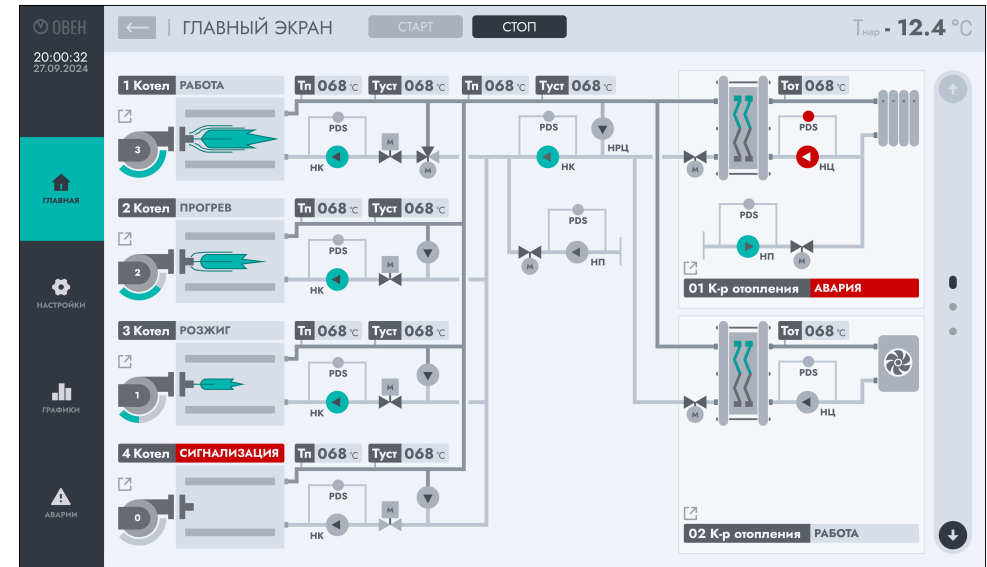 ОВЕН
ГЛАВНЫЙ ЭКРАН
СТАРТ
СТОП
Тнар - 12.4 °C
20:00:32
27.09.2024
ГЛАВНАЯ
НАСТРОЙКИ
ГРАФИКИ
АВАРИИ
1 Котел РАБОТА
Тп 068 °C Туст 068 °C
3
PDS
НК
М
М
2 Котел ПРОГРЕВ
Тп 068 °C Туст 068 °C
2
PDS
НК
М
3 Котел РОЗЖИГ
Тп 068 °C Туст 068 °C
1
PDS
НК
М
4 Котел СИГНАЛИЗАЦИЯ
Тп 068 °C Туст 068 °C
0
PDS
НК
М
Тп 068 °C Туст 068 °C
PDS
НК
НРЦ
PDS
М
НП
Тот 068 °C
PDS
НЦ
М
PDS
НП
М
01 К-р отопления АВАРИЯ
Тот 068 °C
PDS
НЦ
М
02 К-р отопления РАБОТА